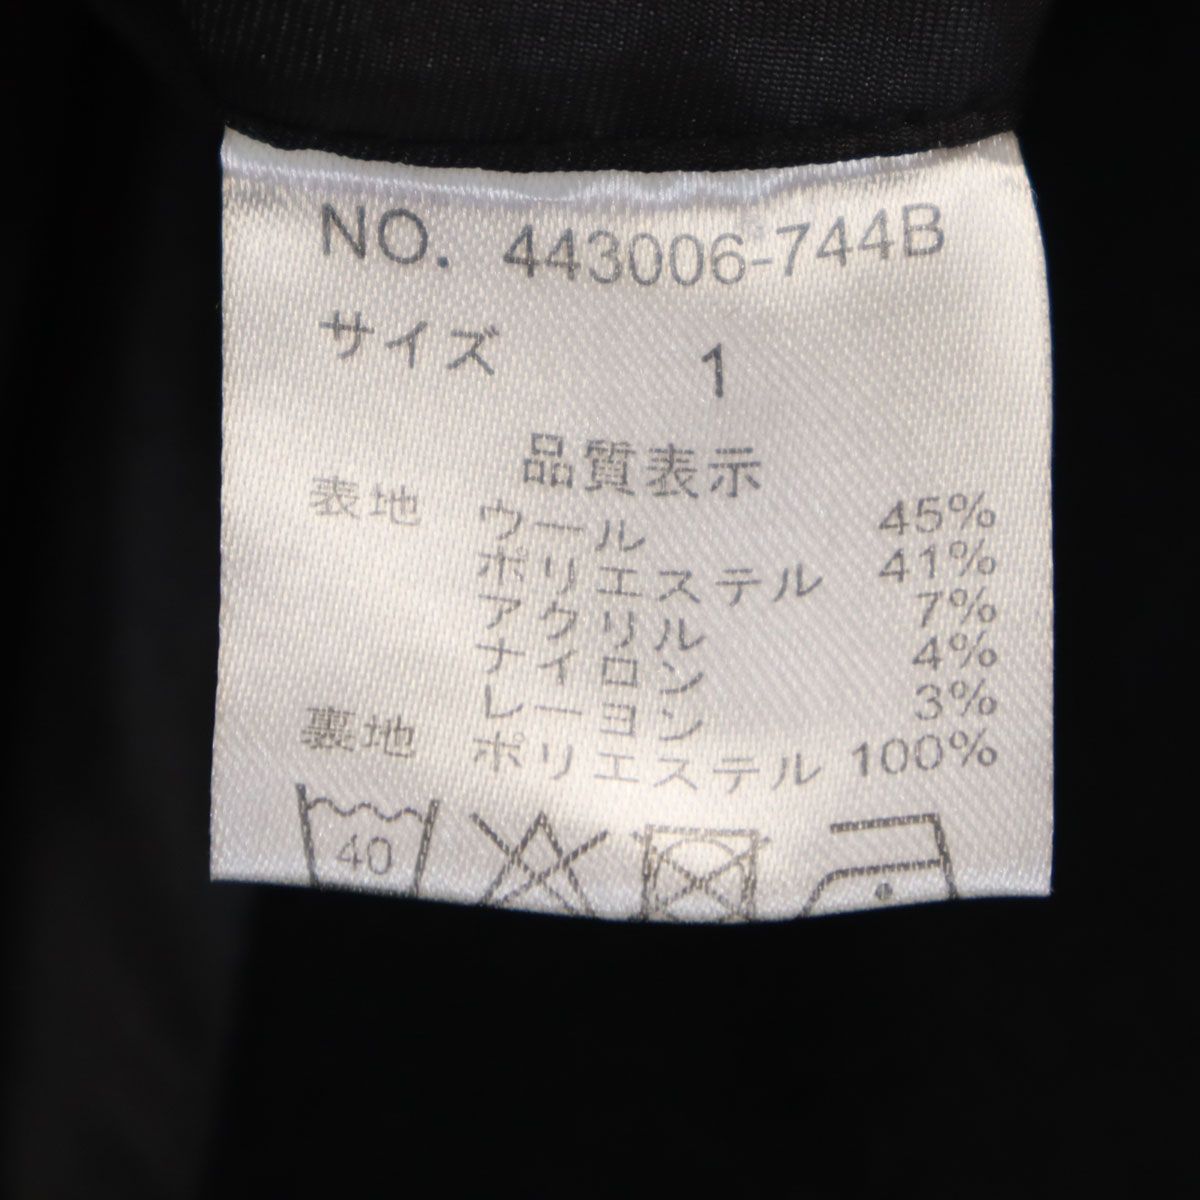 NO. 443006-744B
サイズ 1
品質表示
表地 ウール 45%
ポリエステル 41%
アクリル 7%
ナイロン 4%
レーヨン 3%
裏地 ポリエステル 100%
40